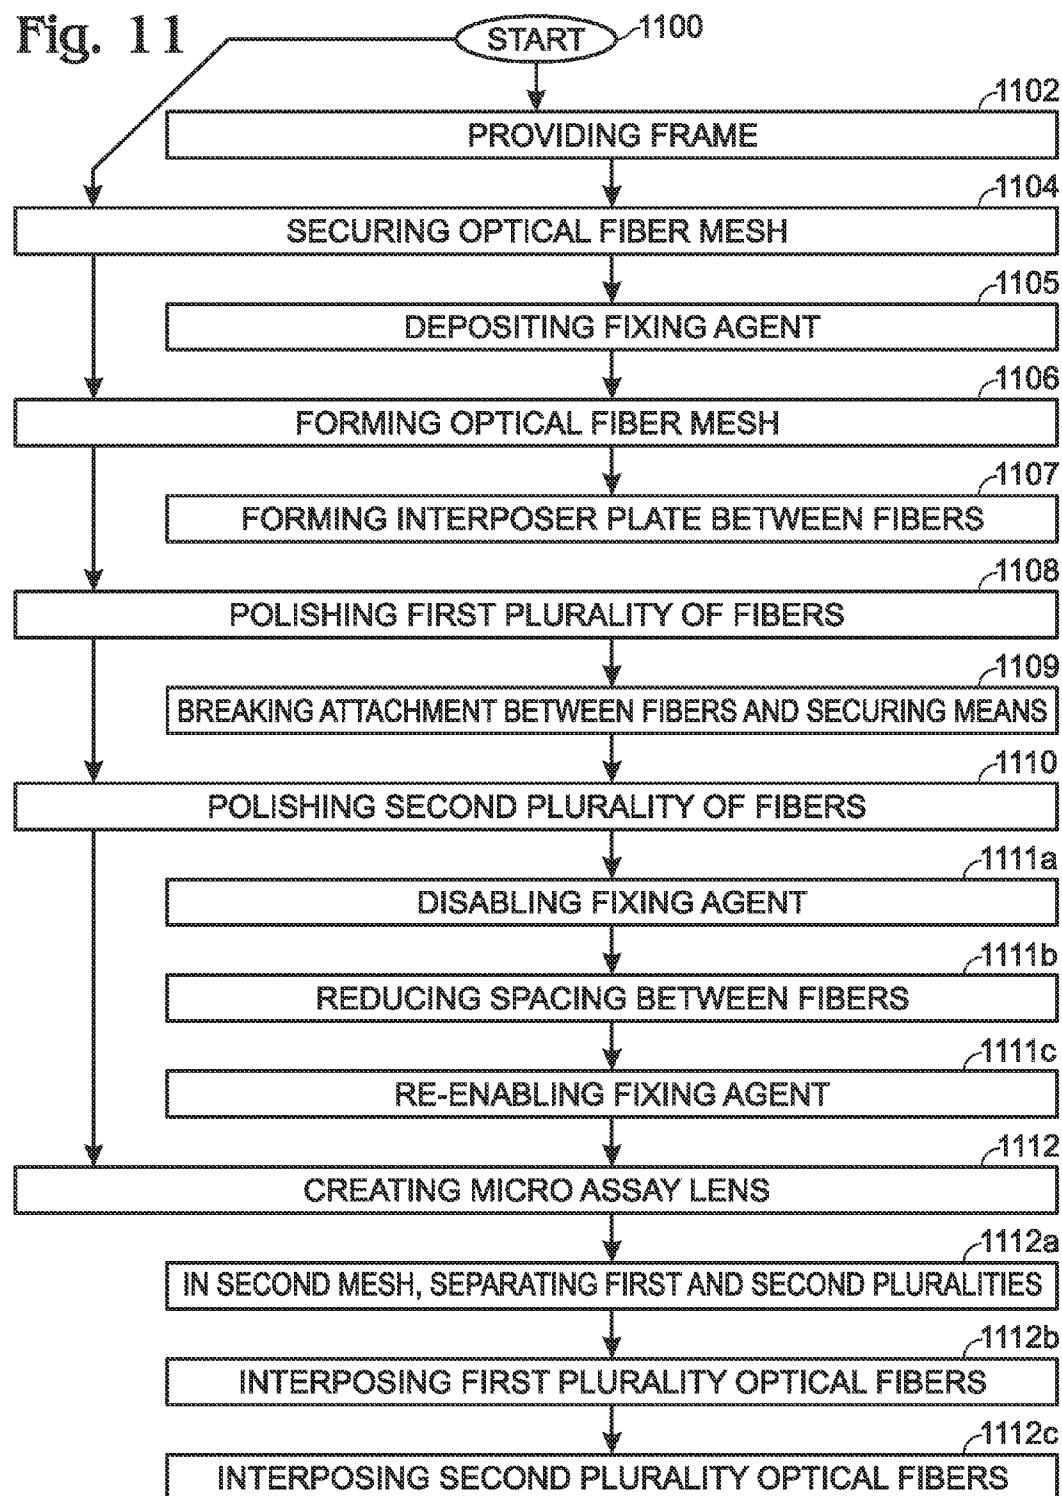 Fig. 11
START 1100
1102
PROVIDING FRAME
1104
SECURING OPTICAL FIBER MESH
1105
DEPOSITING FIXING AGENT
1106
FORMING OPTICAL FIBER MESH
1107
FORMING INTERPOSER PLATE BETWEEN FIBERS
1108
POLISHING FIRST PLURALITY OF FIBERS
1109
BREAKING ATTACHMENT BETWEEN FIBERS AND SECURING MEANS
1110
POLISHING SECOND PLURALITY OF FIBERS
1111a
DISABLING FIXING AGENT
1111b
REDUCING SPACING BETWEEN FIBERS
1111c
RE-ENABLING FIXING AGENT
1112
CREATING MICRO ASSAY LENS
1112a
IN SECOND MESH, SEPARATING FIRST AND SECOND PLURALITIES
1112b
INTERPOSING FIRST PLURALITY OPTICAL FIBERS
1112c
INTERPOSING SECOND PLURALITY OPTICAL FIBERS